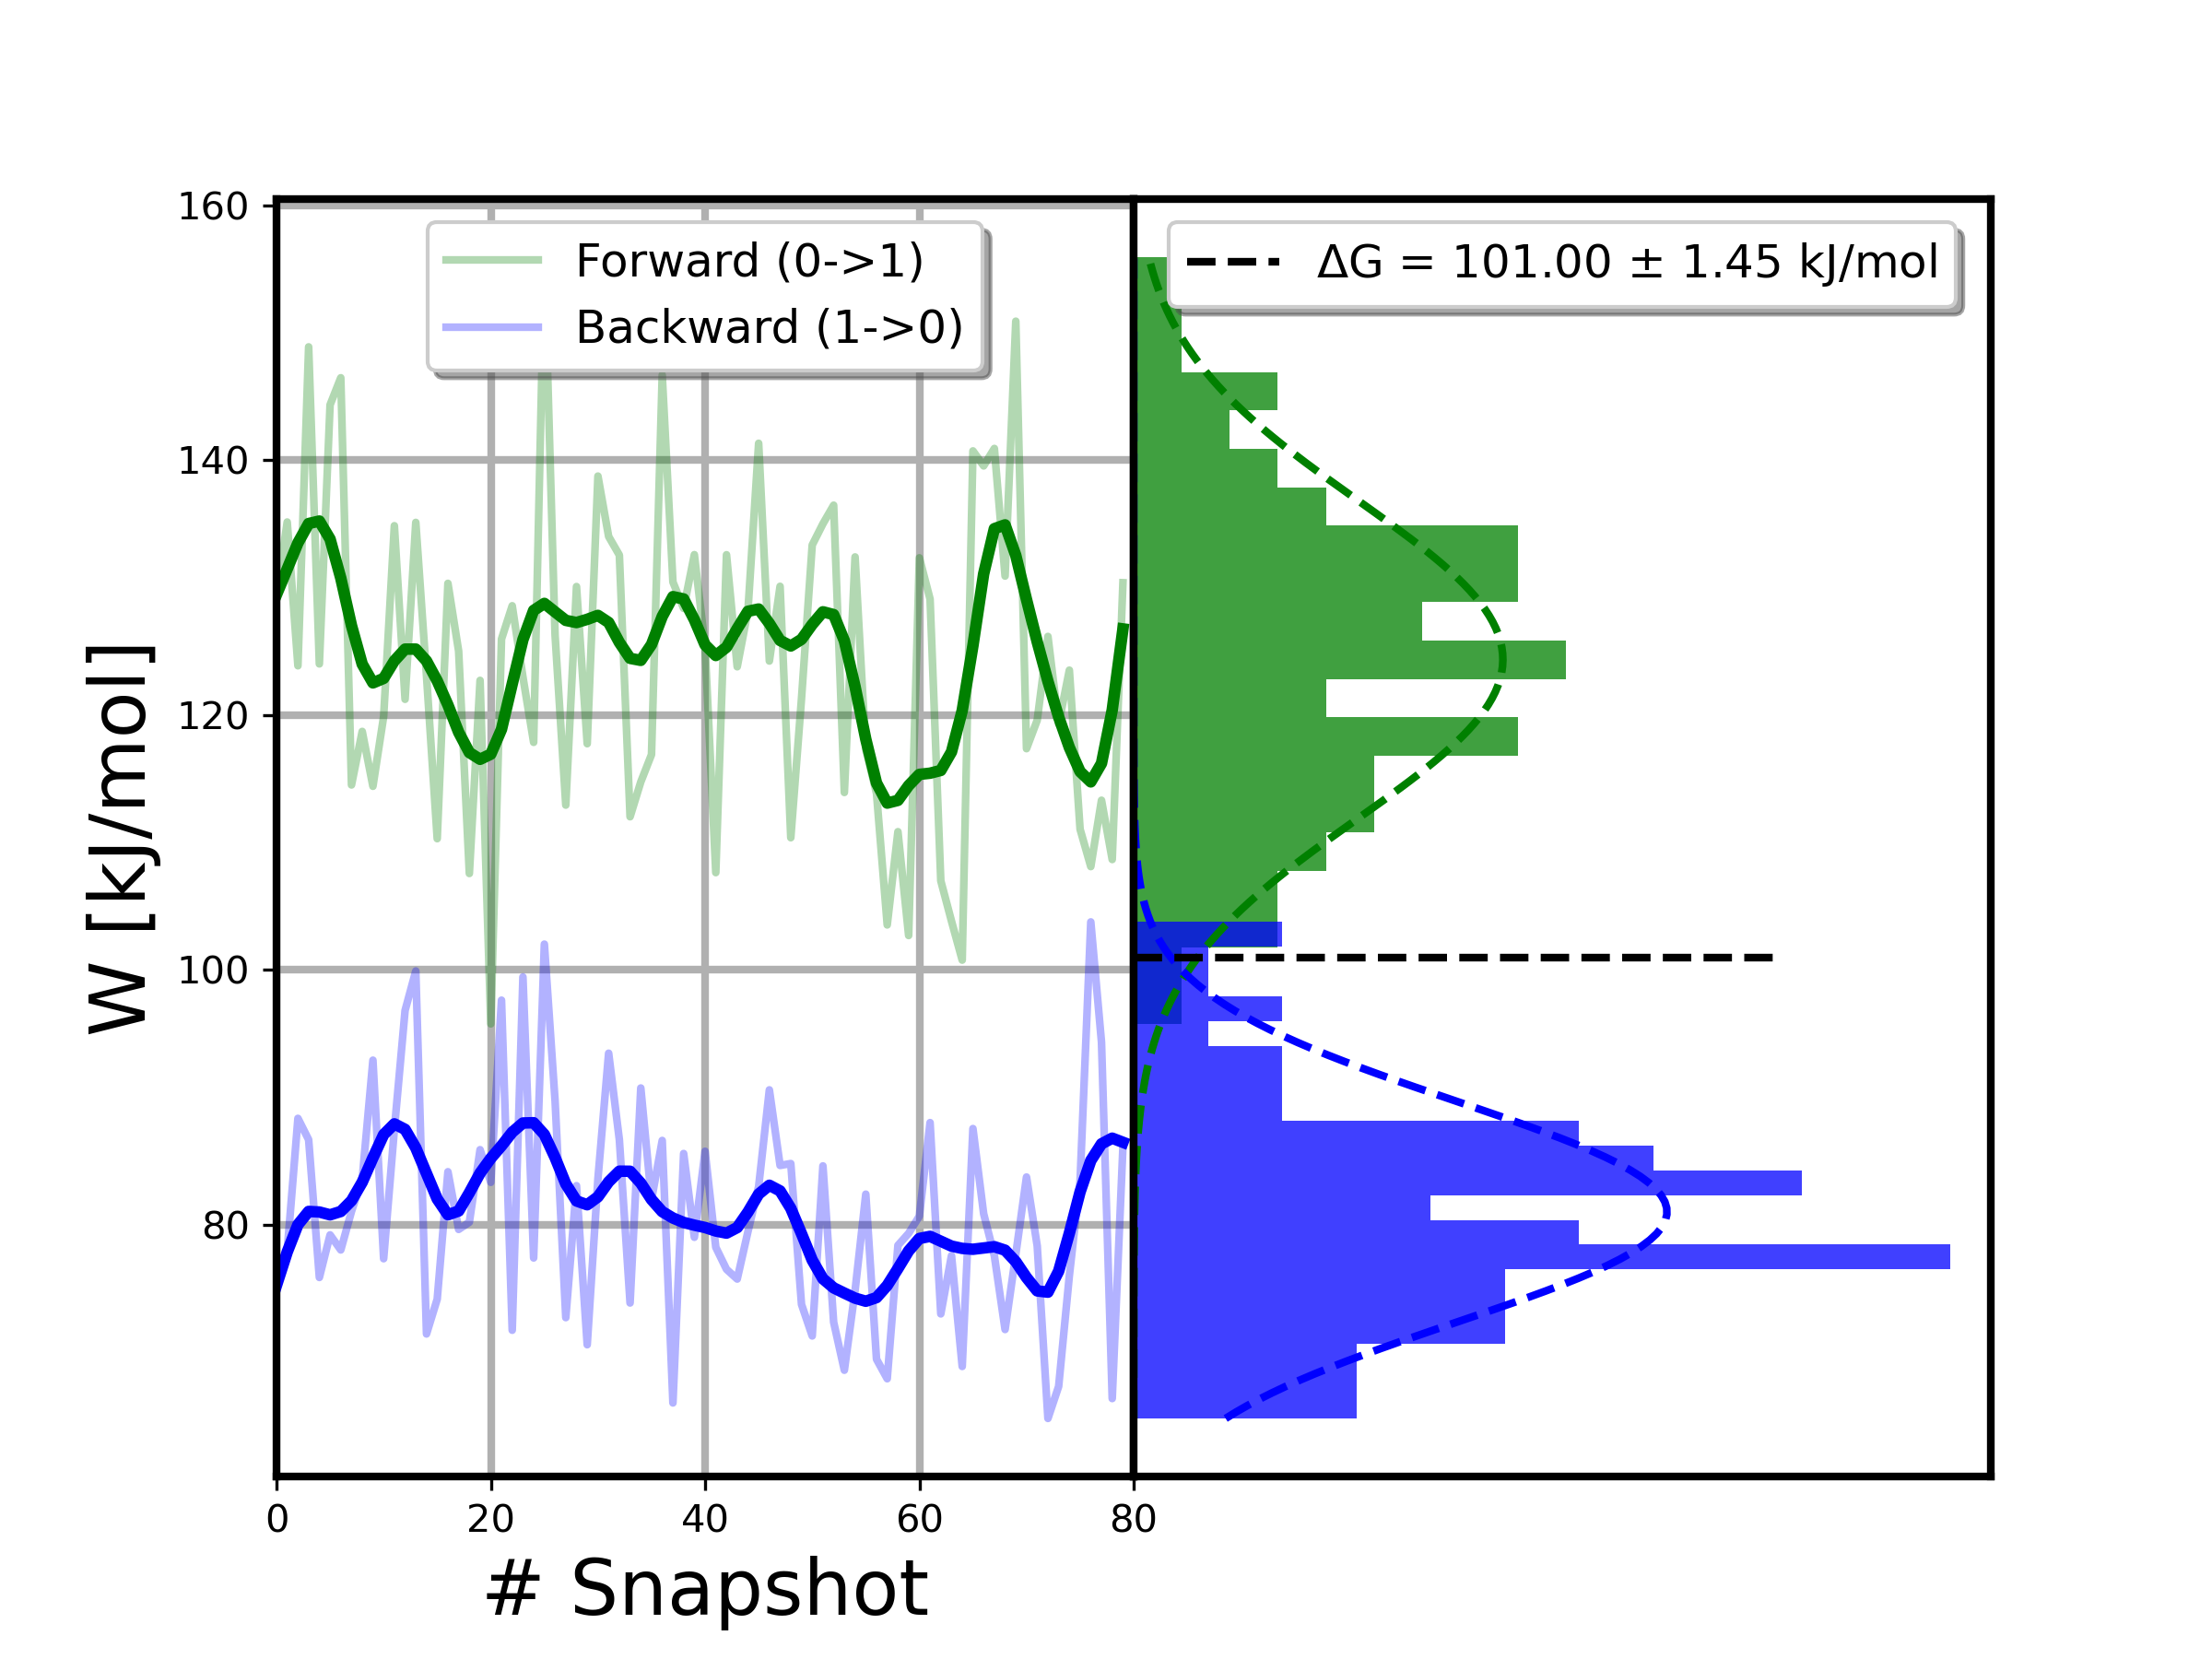 160
140
120
100
80
W [kJ/mol]
Forward (0->1)
Backward (1->0)
ΔG = 101.00 ± 1.45 kJ/mol
0 20 40 60 80
# Snapshot